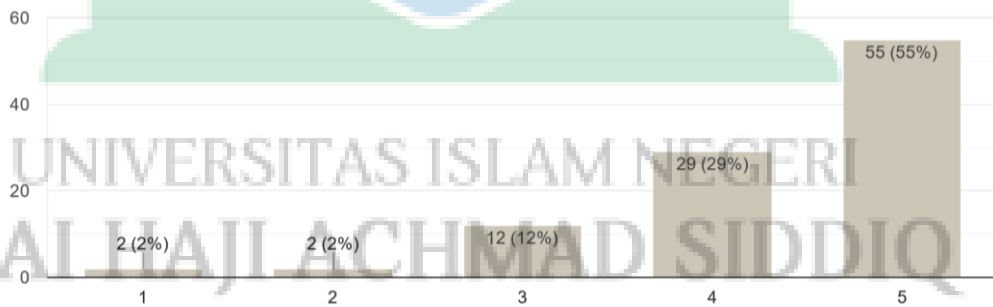 60
55 (55%)
40
UNIVERSITAS ISLAM NEGERI
29 (29%)
20
AL HAJI ACHMAD SIDDIQ
2 (2%) 2 (2%) 12 (12%)
0
1 2 3 4 5